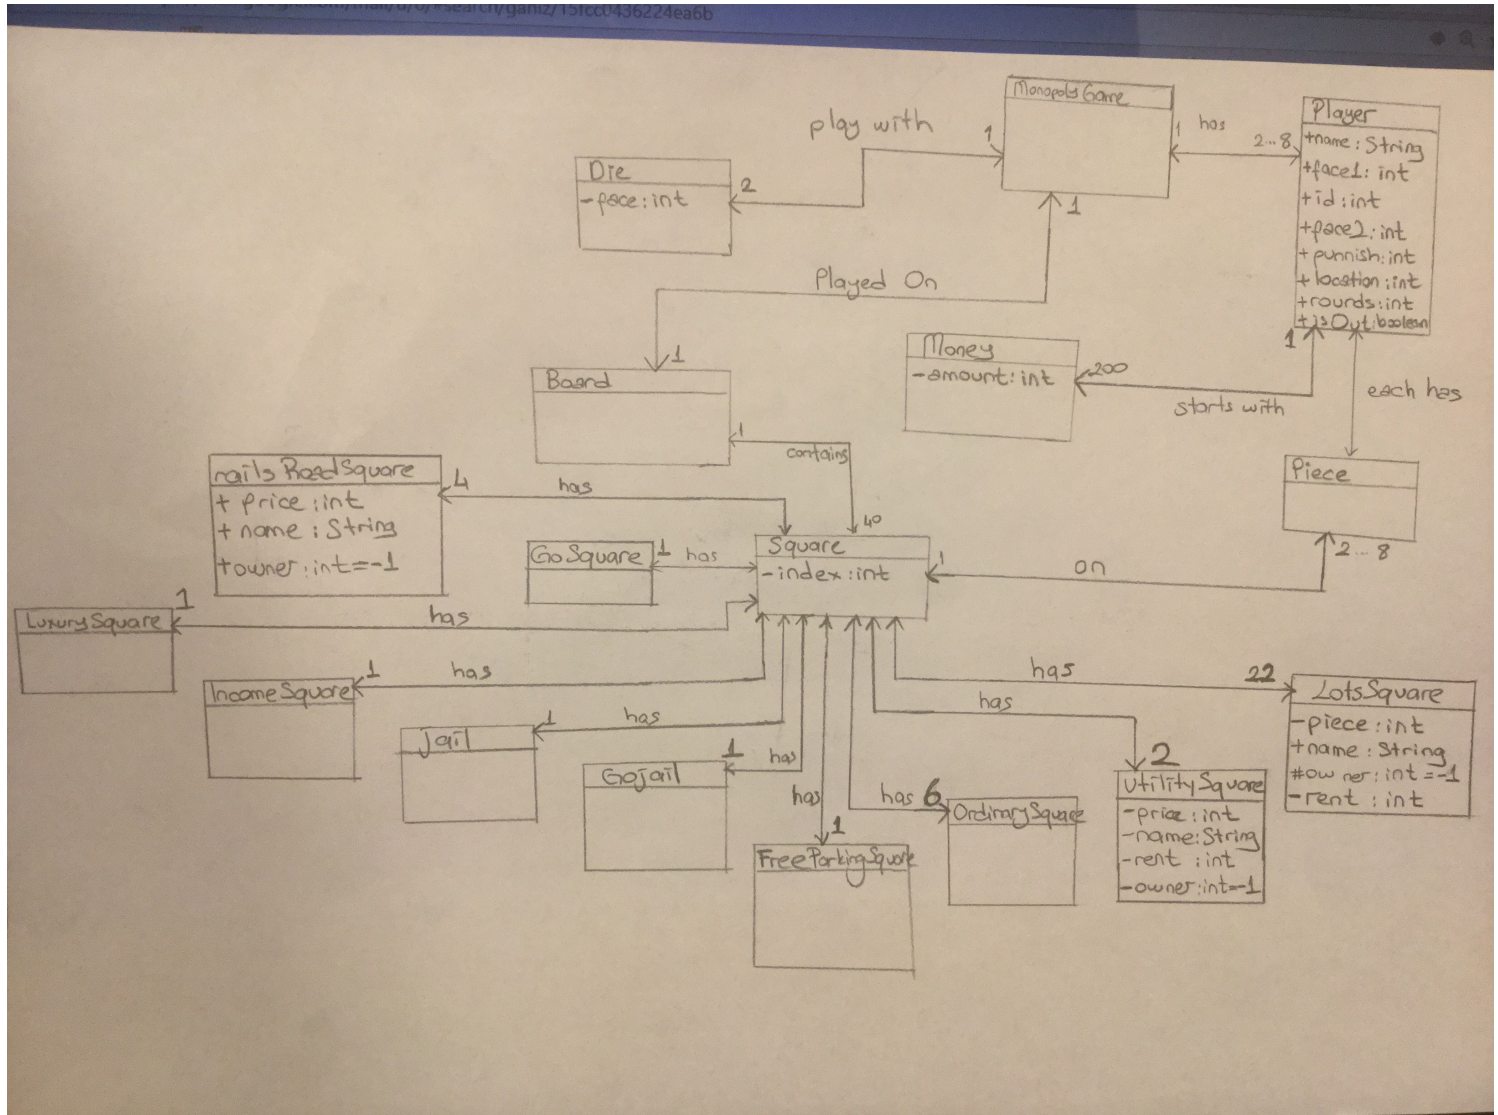 15fcc0436224ea6b
MonopolyGame
Player
+name:String
+face1:int
+id:int
+face2:int
+punnish:int
+location:int
+rounds:int
+isOut:boolean
play with
1
1
has
2...8
Die
-face:int
2
1
Played On
1
Money
-amount:int
200
1
starts with
each has
Board
1
contains
40
Piece
2...8
railsRoadSquare
+ price:int
+ name:String
+owner:int=-1
4
has
GoSquare
1
has
Square
-index:int
1
on
LuxurySquare
1
has
IncomeSquare
1
has
Jail
1
has
GoJail
1
has
has
1
FreeParkingSquare
has
6
OrdinarySquare
has
2
UtilitySquare
-price:int
-name:String
-rent:int
-owner:int=-1
has
22
LotsSquare
-piece:int
+name:String
#owner:int=-1
-rent:int